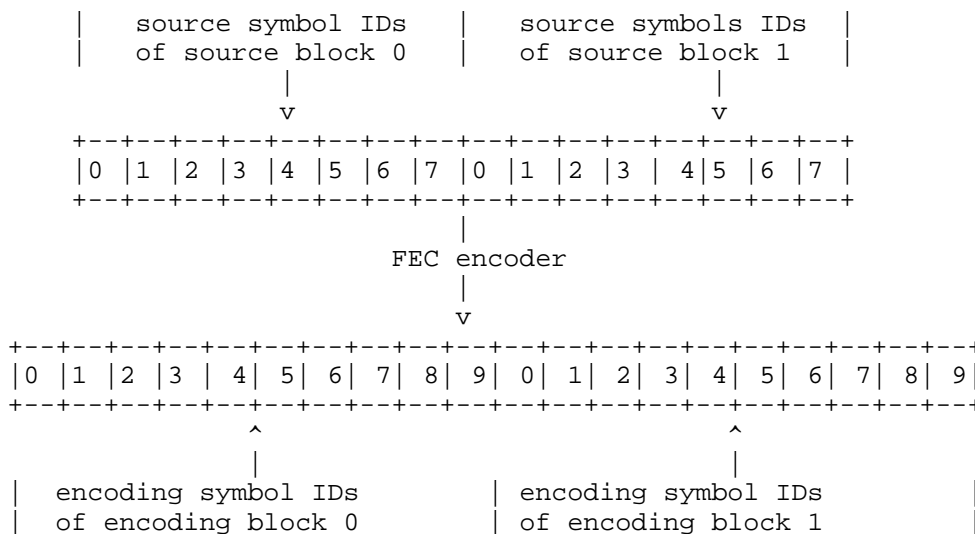 |    source symbol IDs     |   source symbols IDs    |
|    of source block 0     |   of source block 1     |
|                          |
v                          v
+--+--+--+--+--+--+--+--+--+--+--+--+--+--+--+--+
|0 |1 |2 |3 |4 |5 |6 |7 |0 |1 |2 |3 | 4|5 |6 |7 |
+--+--+--+--+--+--+--+--+--+--+--+--+--+--+--+--+
|
FEC encoder
|
v
+--+--+--+--+--+--+--+--+--+--+--+--+--+--+--+--+--+--+--+--+
|0 |1 |2 |3 | 4| 5| 6| 7| 8| 9| 0| 1| 2| 3| 4| 5| 6| 7| 8| 9|
+--+--+--+--+--+--+--+--+--+--+--+--+--+--+--+--+--+--+--+--+
^                             ^
|                             |
|  encoding symbol IDs        | encoding symbol IDs         |
|  of encoding block 0        | of encoding block 1         |